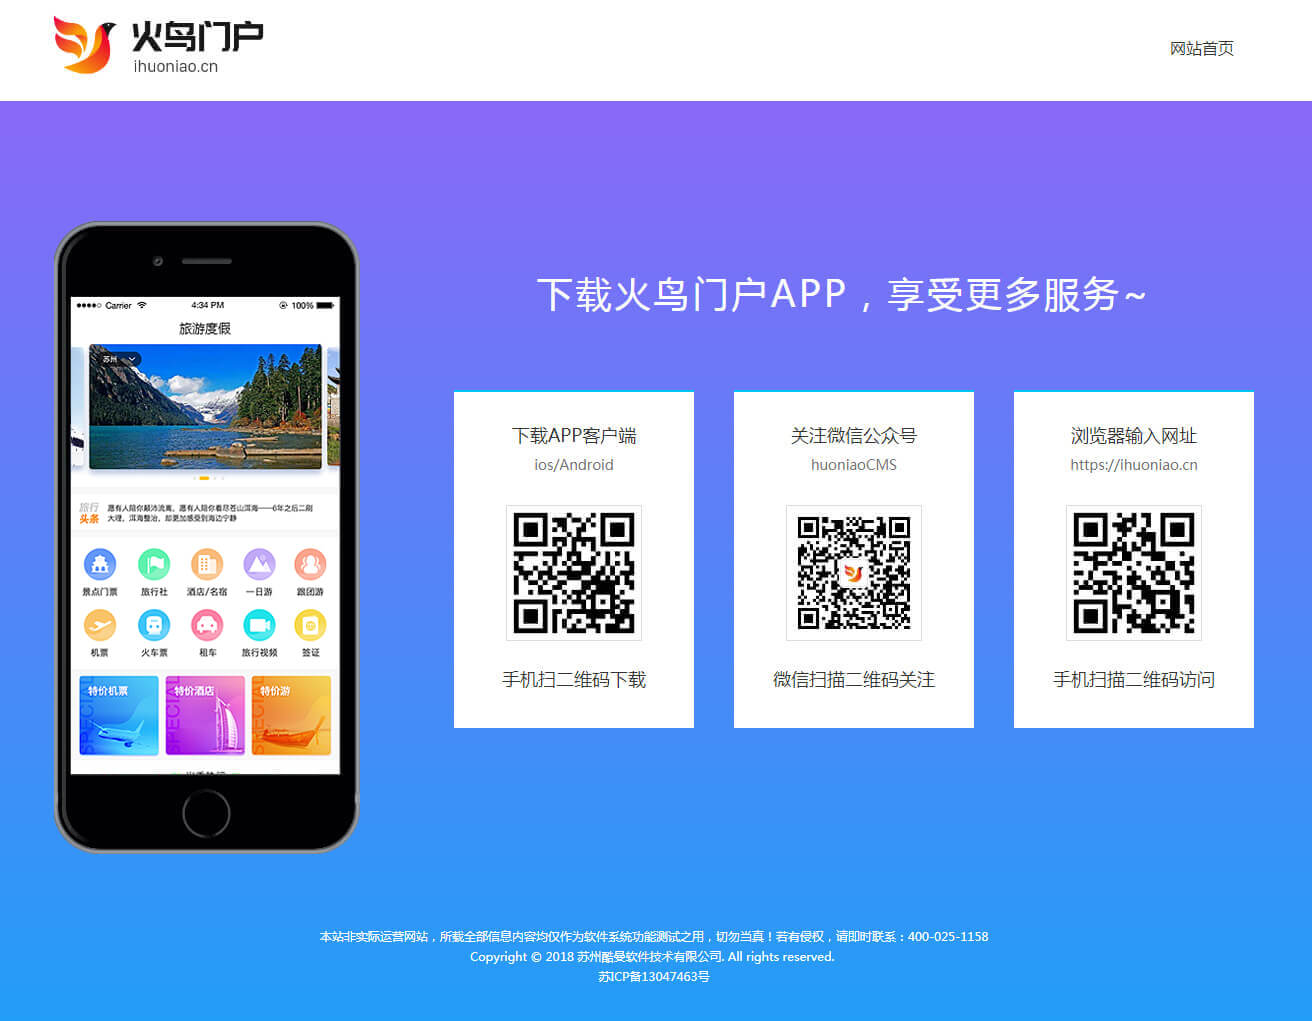 火鸟门户
ihuoniao.cn
网站首页
下载火鸟门户APP，享受更多服务~
Carrier 4:34 PM 100%
旅游度假
苏州
旅行头条
愿有人陪你颠沛流离，愿有人陪你看尽苍山洱海——6年之后二刷
大理，洱海整治，却更加感受到海边宁静
景点门票 旅行社 酒店/名宿 一日游 跟团游
机票 火车票 租车 旅行视频 签证
特价机票 特价酒店 特价游
SPECIAL SPECIAL SPECIAL
下载APP客户端
ios/Android
手机扫二维码下载
关注微信公众号
huoniaoCMS
微信扫描二维码关注
浏览器输入网址
https://ihuoniao.cn
手机扫描二维码访问
本站非实际运营网站，所载全部信息内容均仅作为软件系统功能测试之用，切勿当真！若有侵权，请即时联系：400-025-1158
Copyright © 2018 苏州酷曼软件技术有限公司. All rights reserved.
苏ICP备13047463号